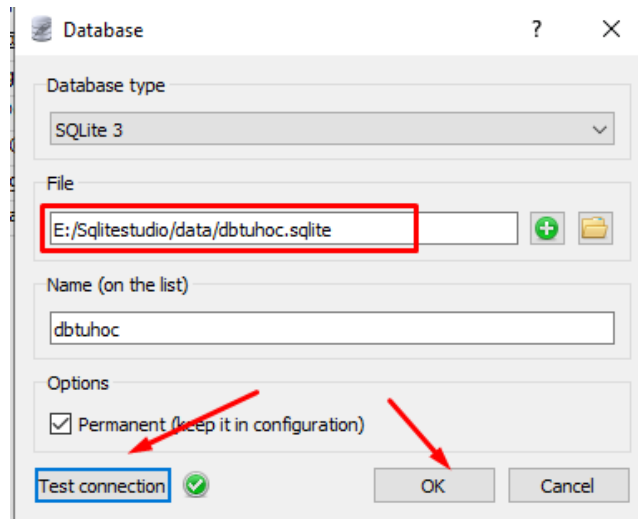 Database
?
Database type
SQLite 3
File
E:/Sqlitestudio/data/dbtuhoc.sqlite
Name (on the list)
dbtuhoc
Options
Permanent (keep it in configuration)
Test connection
OK
Cancel